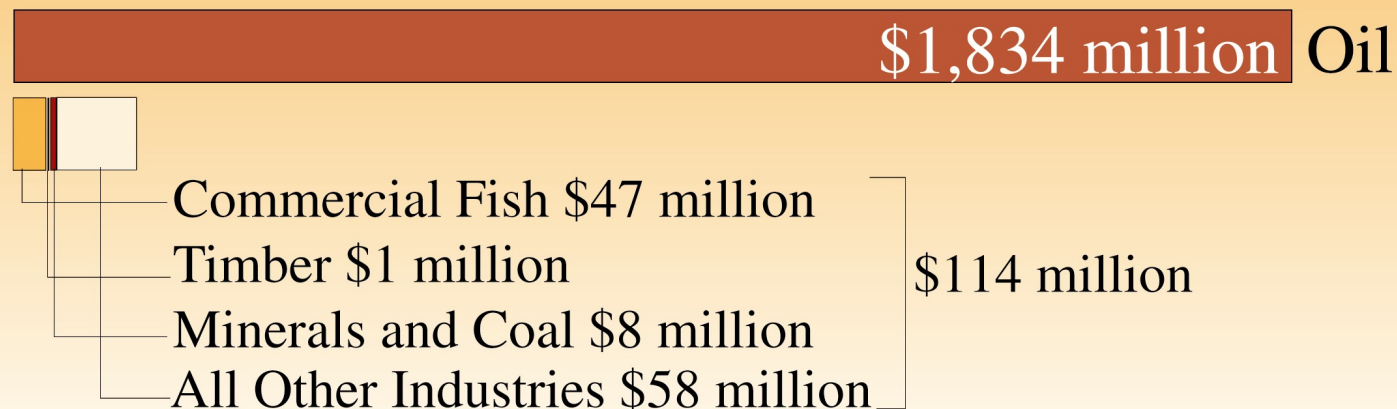 $1,834 million Oil
Commercial Fish $47 million
Timber $1 million
$114 million
Minerals and Coal $8 million
All Other Industries $58 million